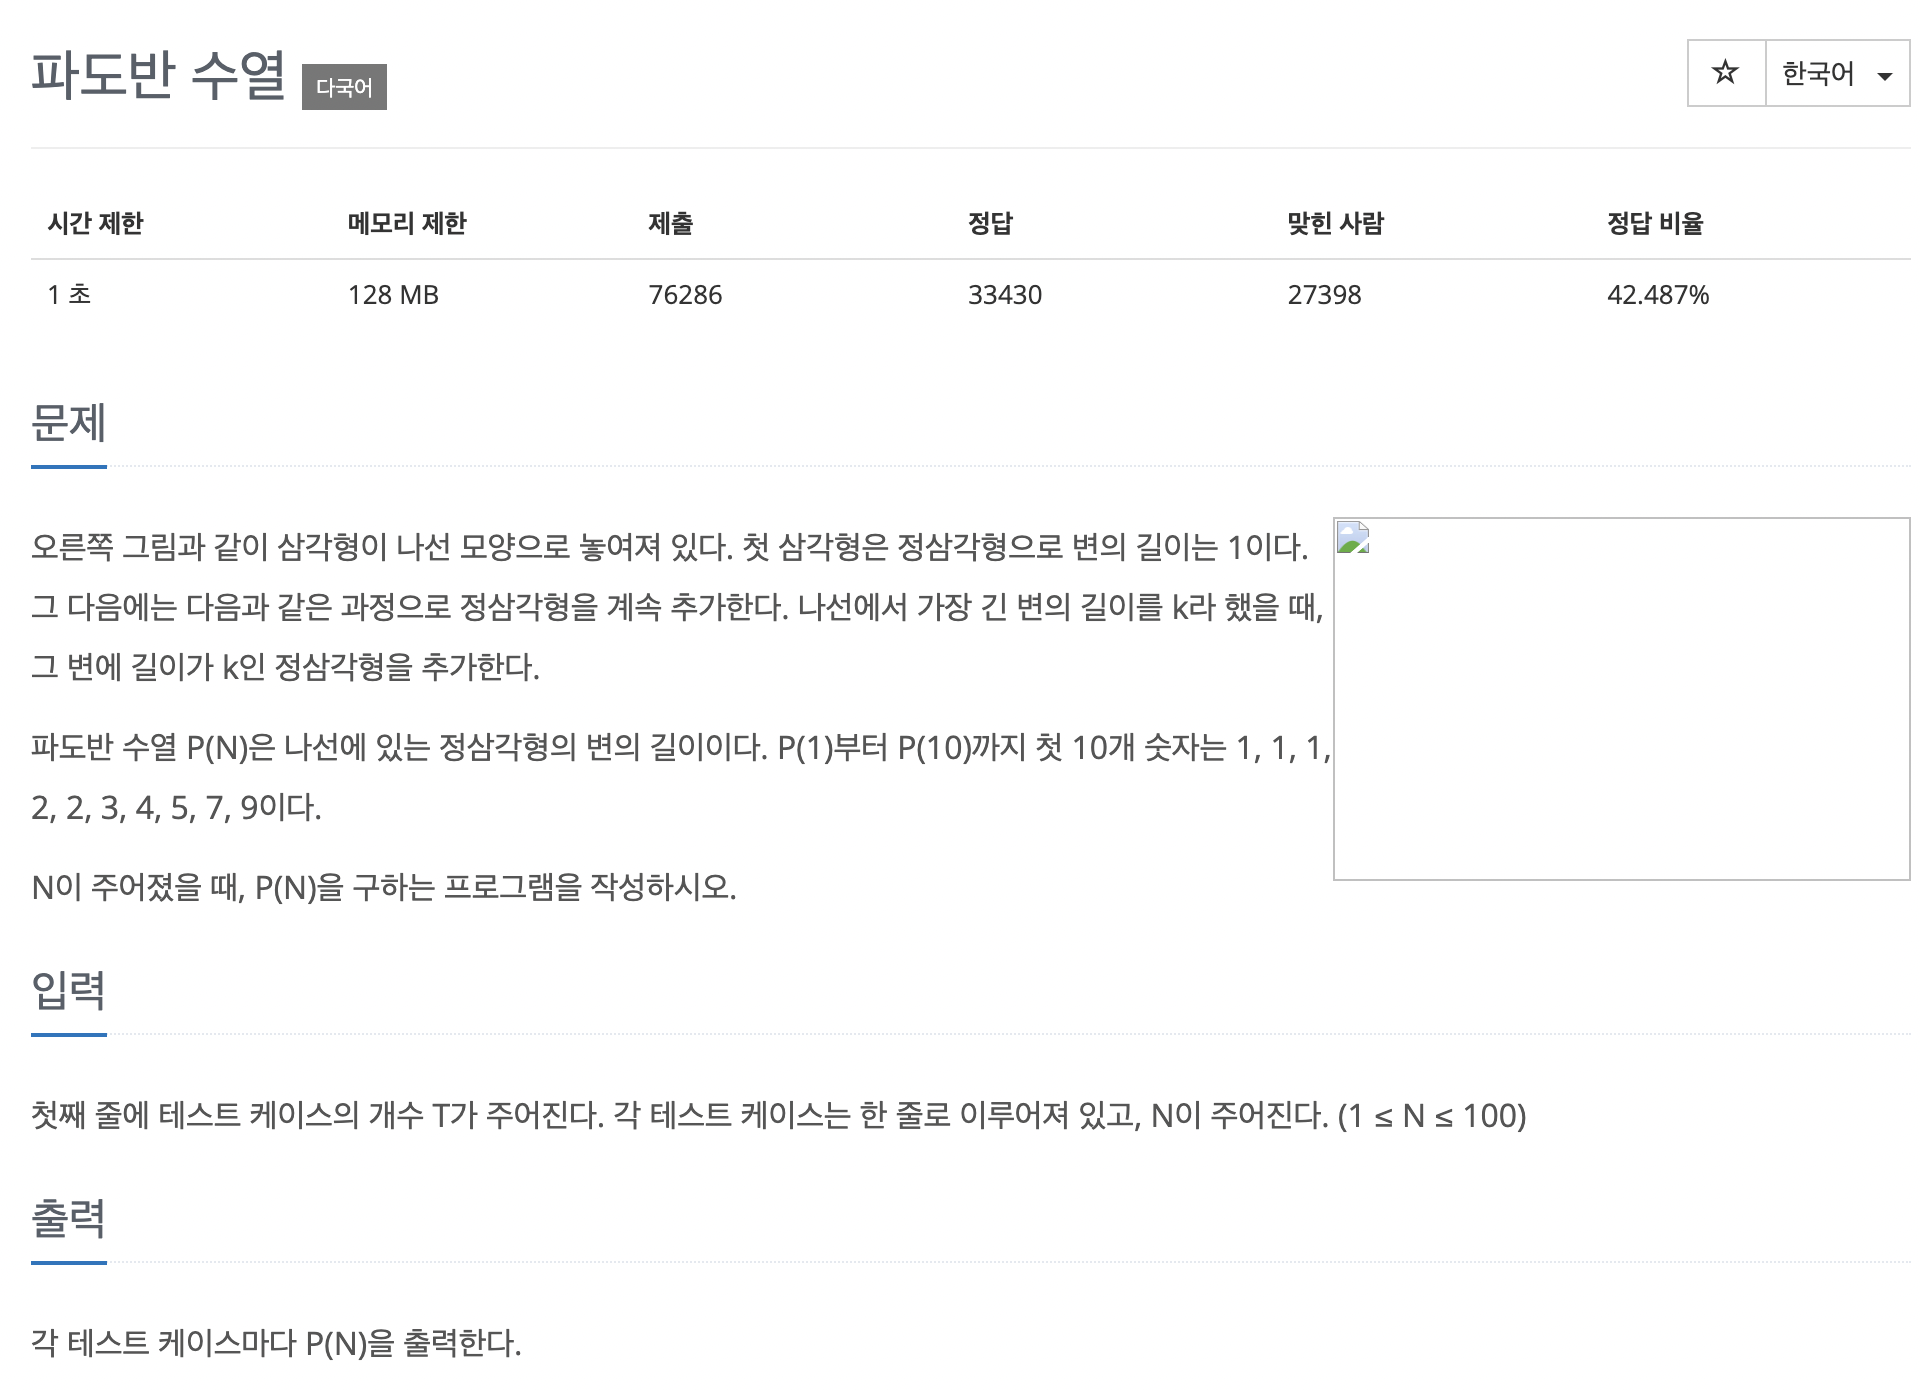 파도반 수열 다국어
☆ 한국어
시간 제한 메모리 제한 제출 정답 맞힌 사람 정답 비율
1 초 128 MB 76286 33430 27398 42.487%
문제
오른쪽 그림과 같이 삼각형이 나선 모양으로 놓여져 있다. 첫 삼각형은 정삼각형으로 변의 길이는 1이다.
그 다음에는 다음과 같은 과정으로 정삼각형을 계속 추가한다. 나선에서 가장 긴 변의 길이를 k라 했을 때,
그 변에 길이가 k인 정삼각형을 추가한다.
파도반 수열 P(N)은 나선에 있는 정삼각형의 변의 길이이다. P(1)부터 P(10)까지 첫 10개 숫자는 1, 1, 1,
2, 2, 3, 4, 5, 7, 9이다.
N이 주어졌을 때, P(N)을 구하는 프로그램을 작성하시오.
입력
첫째 줄에 테스트 케이스의 개수 T가 주어진다. 각 테스트 케이스는 한 줄로 이루어져 있고, N이 주어진다. (1 ≤ N ≤ 100)
출력
각 테스트 케이스마다 P(N)을 출력한다.